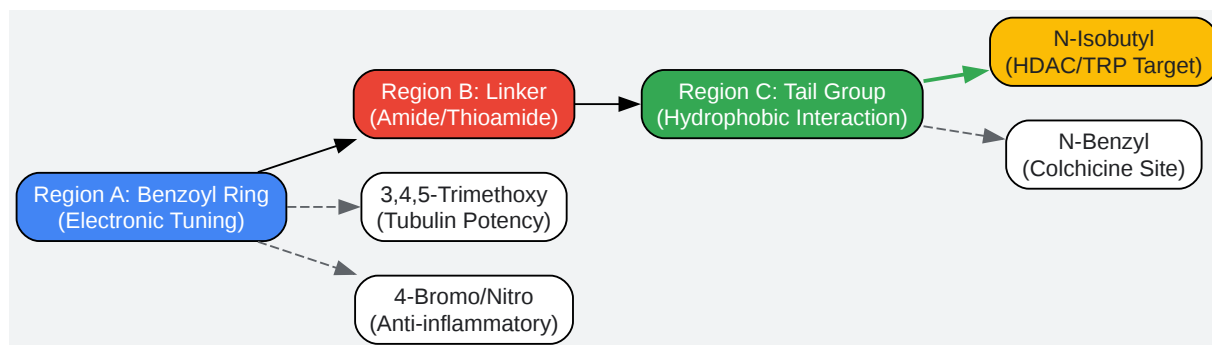 N-Isobutyl
(HDAC/TRP Target)
Region B: Linker
(Amide/Thioamide)
Region C: Tail Group
(Hydrophobic Interaction)
N-Benzyl
(Colchicine Site)
Region A: Benzoyl Ring
(Electronic Tuning)
3,4,5-Trimethoxy
(Tubulin Potency)
4-Bromo/Nitro
(Anti-inflammatory)